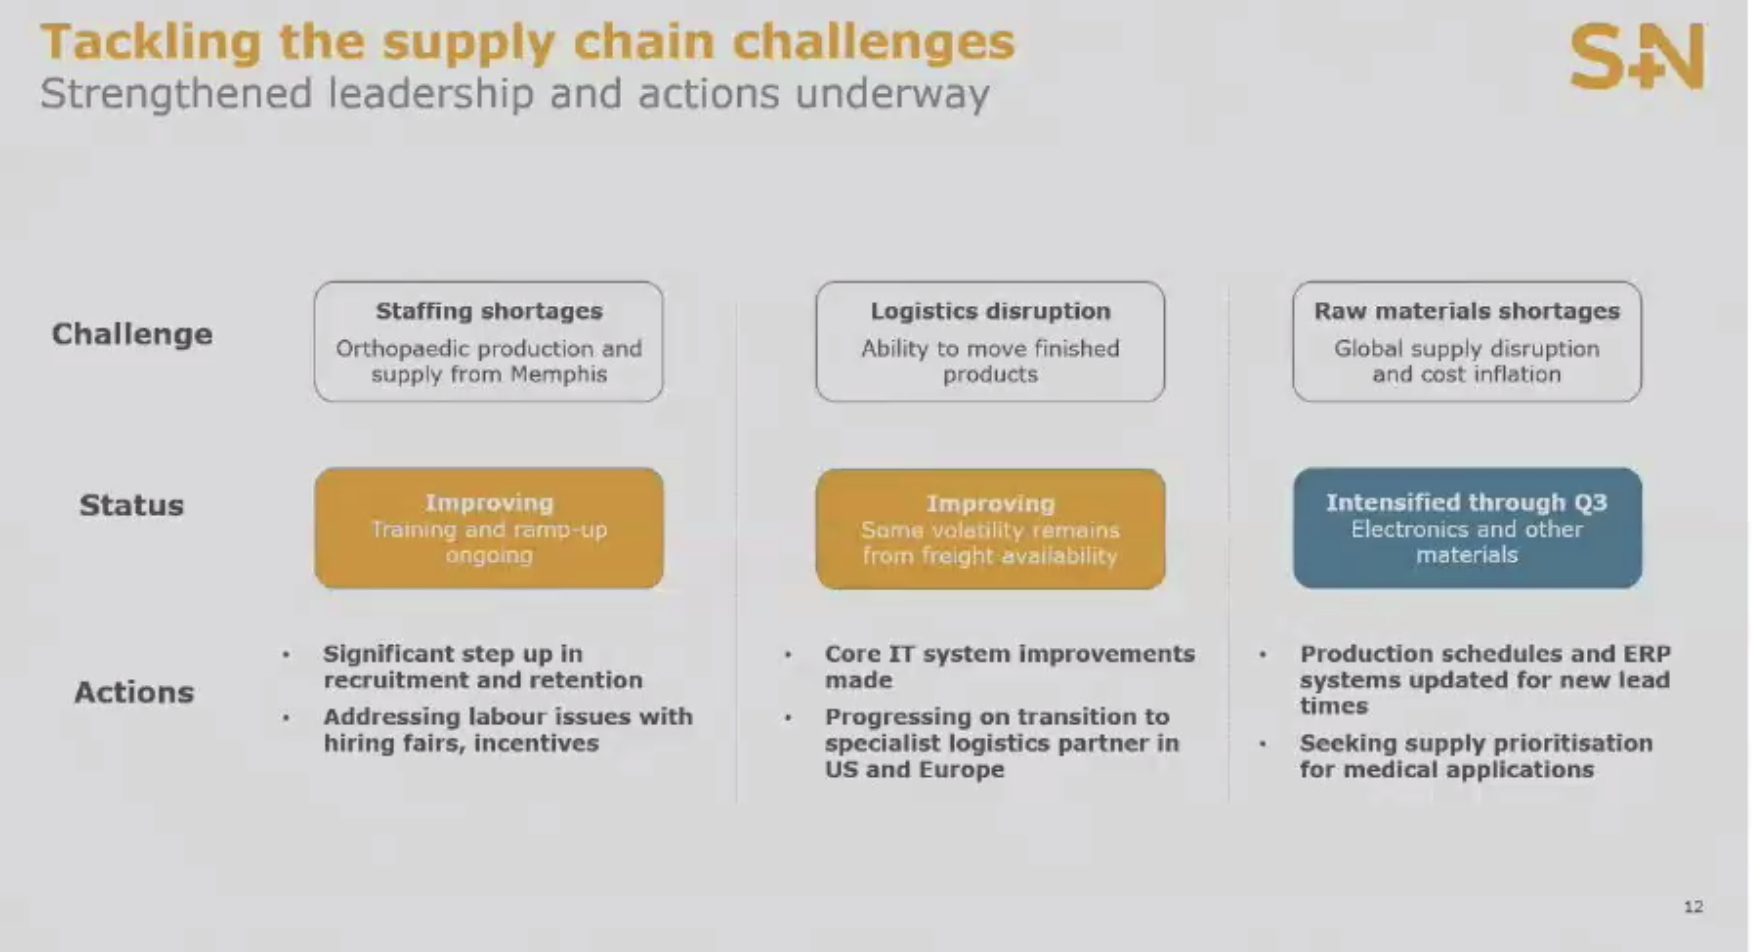 Tackling the supply chain challenges
Strengthened leadership and actions underway
S+N
Challenge
Staffing shortages
Orthopaedic production and
supply from Memphis
Logistics disruption
Ability to move finished
products
Raw materials shortages
Global supply disruption
and cost inflation
Status
Improving
Training and ramp-up
ongoing
Improving
Some volatility remains
from freight availability
Intensified through Q3
Electronics and other
materials
Actions
• Significant step up in
recruitment and retention
• Addressing labour issues with
hiring fairs, incentives
• Core IT system improvements
made
• Progressing on transition to
specialist logistics partner in
US and Europe
• Production schedules and ERP
systems updated for new lead
times
• Seeking supply prioritisation
for medical applications
12